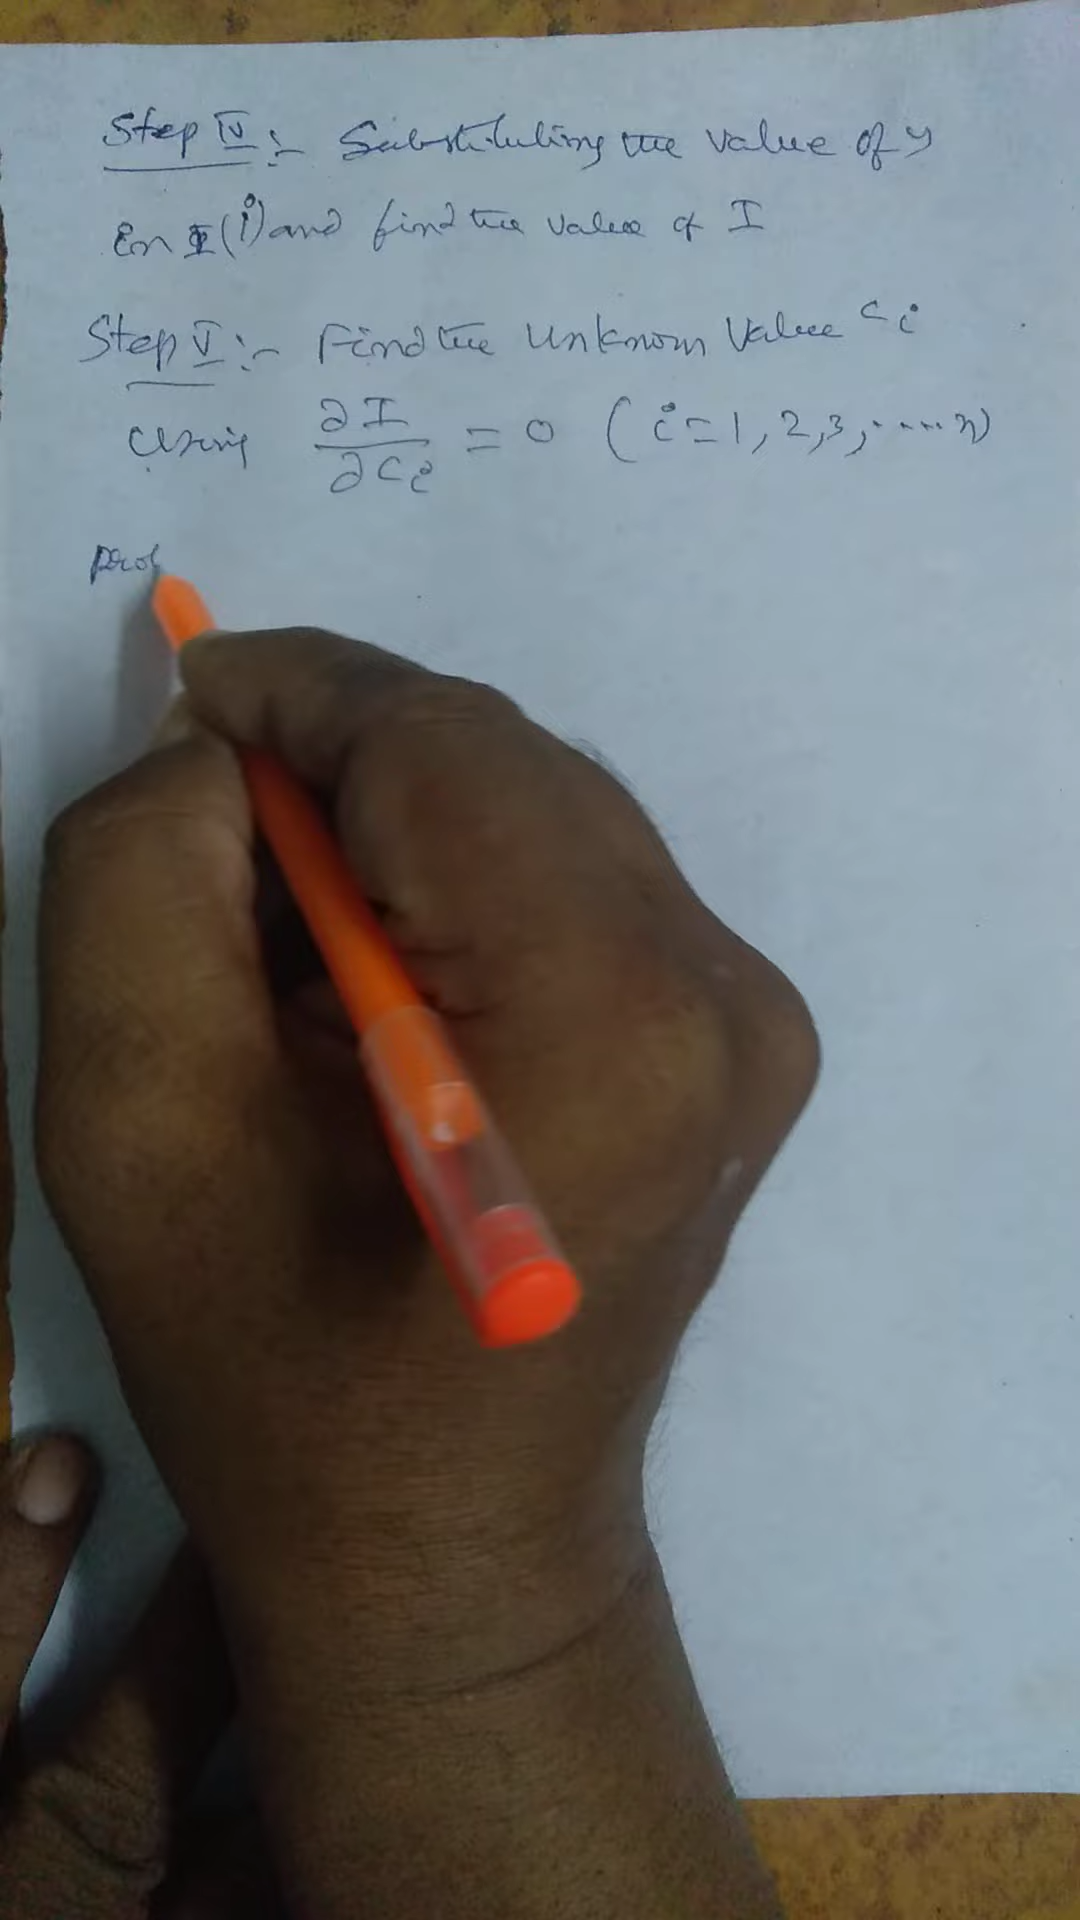 Step IV :- Substituting the value of y
in I (i) and find the value of I
Step V :- Find the unknown value ci
using ∂I/∂ci = 0 (i=1, 2, 3, ..... n)
prob